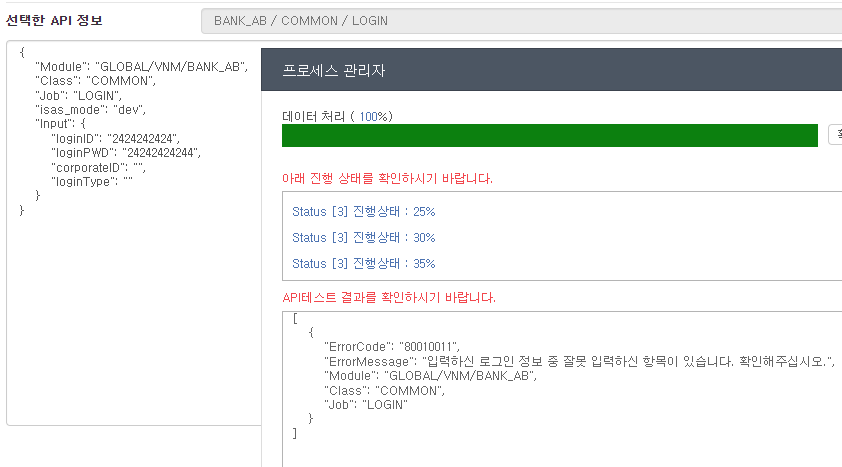 선택한 API 정보
BANK_AB / COMMON / LOGIN
{
"Module": "GLOBAL/VNM/BANK_AB",
"Class": "COMMON",
"Job": "LOGIN",
"isas_mode": "dev",
"Input": {
"loginID": "2424242424",
"loginPWD": "24242424244",
"corporateID": "",
"loginType": ""
}
}
프로세스 관리자
데이터 처리 ( 100%)
아래 진행 상태를 확인하시기 바랍니다.
Status [3] 진행상태 : 25%
Status [3] 진행상태 : 30%
Status [3] 진행상태 : 35%
API테스트 결과를 확인하시기 바랍니다.
[
{
"ErrorCode": "80010011",
"ErrorMessage": "입력하신 로그인 정보 중 잘못 입력하신 항목이 있습니다. 확인해주십시오.",
"Module": "GLOBAL/VNM/BANK_AB",
"Class": "COMMON",
"Job": "LOGIN"
}
]